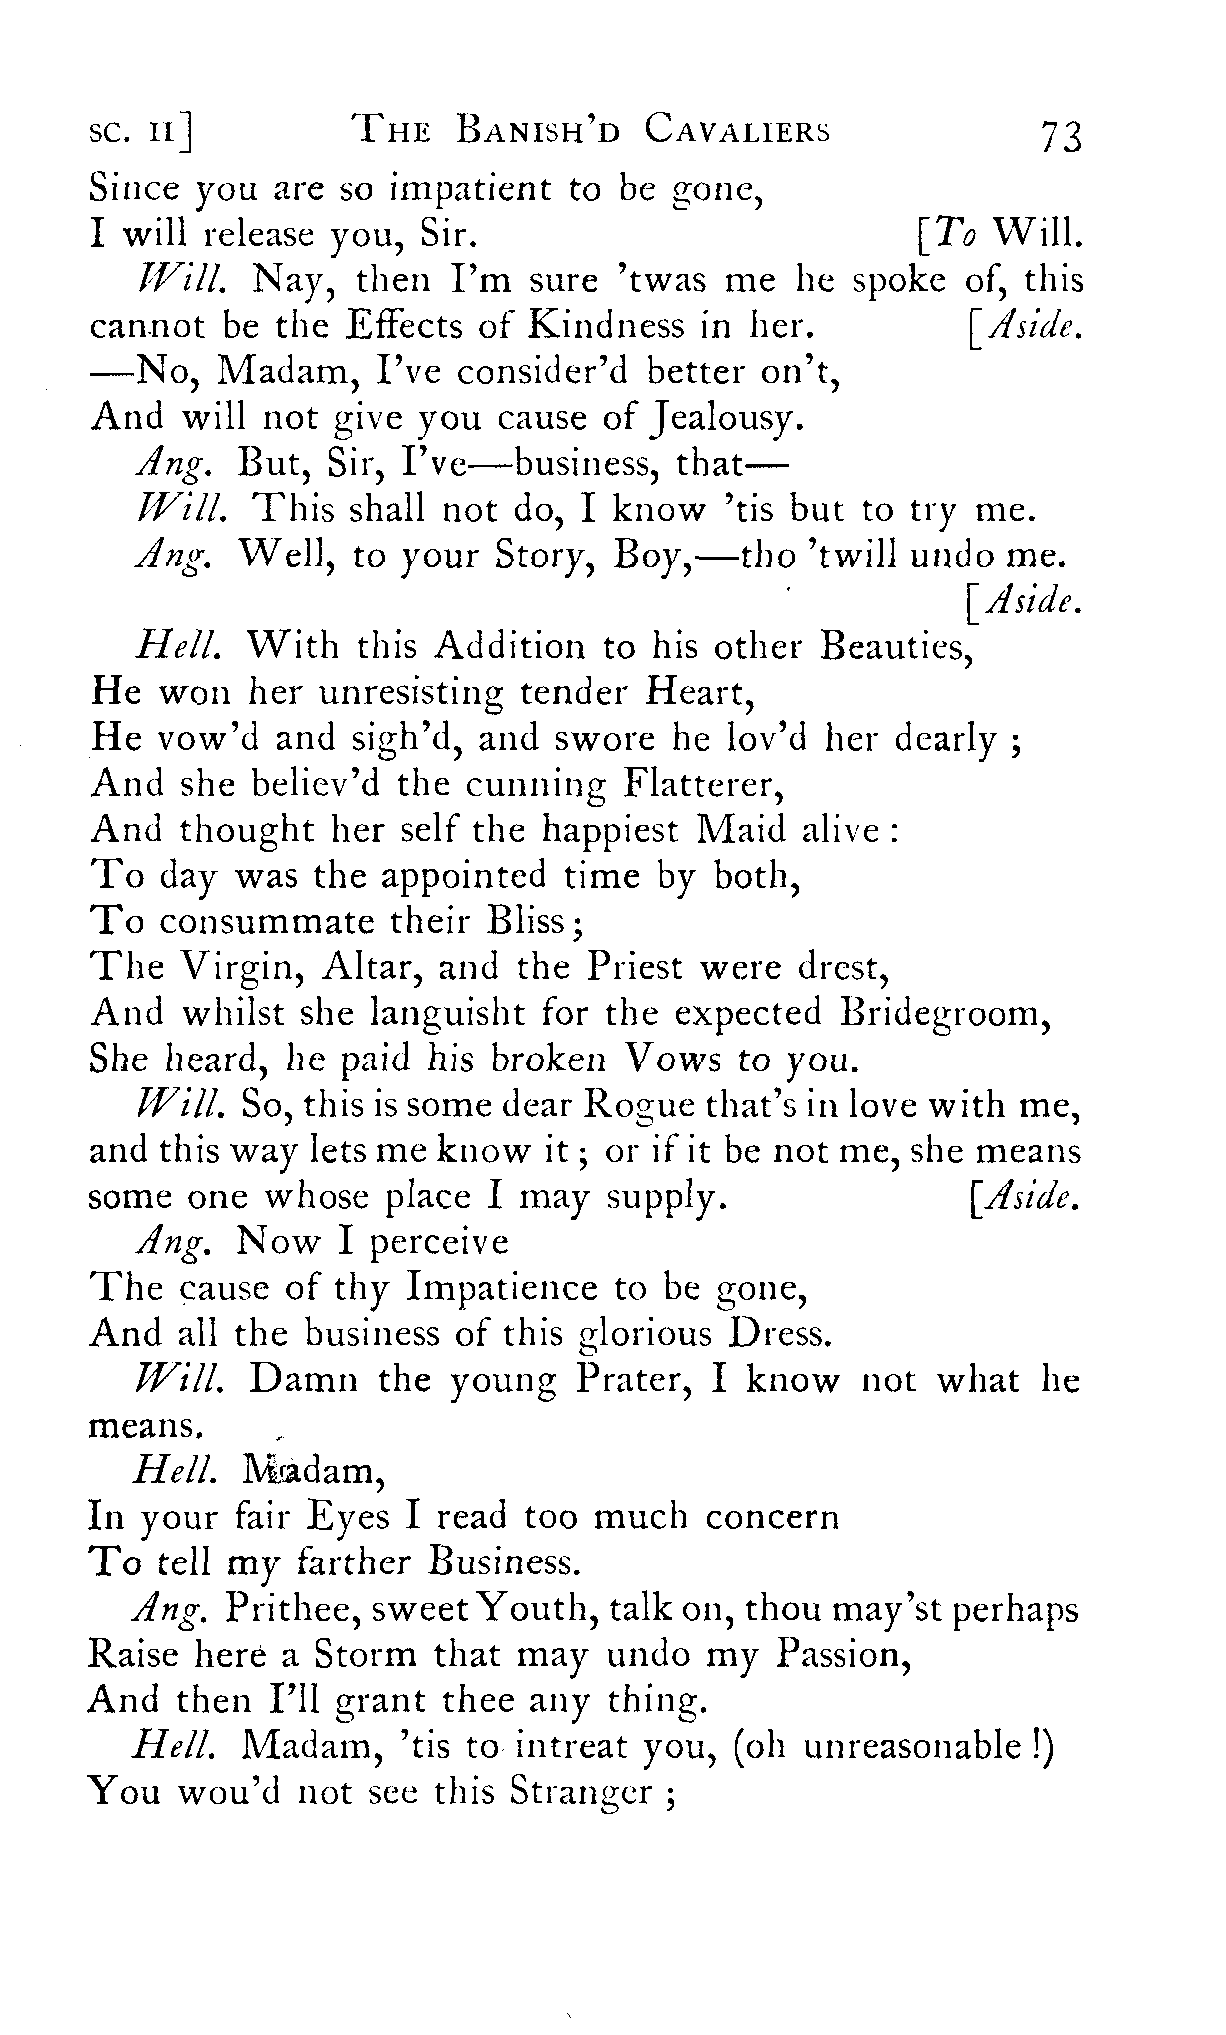 SC. II] THE BANISH'D CAVALIERS 73
Since you are so impatient to be gone,
I will release you, Sir. [To Will.
Will. Nay, then I'm sure 'twas me he spoke of, this
cannot be the Effects of Kindness in her. [Aside.
—No, Madam, I've consider'd better on't,
And will not give you cause of Jealousy.
Ang. But, Sir, I've—business, that—
Will. This shall not do, I know 'tis but to try me.
Ang. Well, to your Story, Boy,—tho 'twill undo me.
[Aside.
Hell. With this Addition to his other Beauties,
He won her unresisting tender Heart,
He vow'd and sigh'd, and swore he lov'd her dearly ;
And she believ'd the cunning Flatterer,
And thought her self the happiest Maid alive :
To day was the appointed time by both,
To consummate their Bliss ;
The Virgin, Altar, and the Priest were drest,
And whilst she languisht for the expected Bridegroom,
She heard, he paid his broken Vows to you.
Will. So, this is some dear Rogue that's in love with me,
and this way lets me know it ; or if it be not me, she means
some one whose place I may supply. [Aside.
Ang. Now I perceive
The cause of thy Impatience to be gone,
And all the business of this glorious Dress.
Will. Damn the young Prater, I know not what he
means.
Hell. Madam,
In your fair Eyes I read too much concern
To tell my farther Business.
Ang. Prithee, sweet Youth, talk on, thou may'st perhaps
Raise here a Storm that may undo my Passion,
And then I'll grant thee any thing.
Hell. Madam, 'tis to intreat you, (oh unreasonable !)
You wou'd not see this Stranger ;